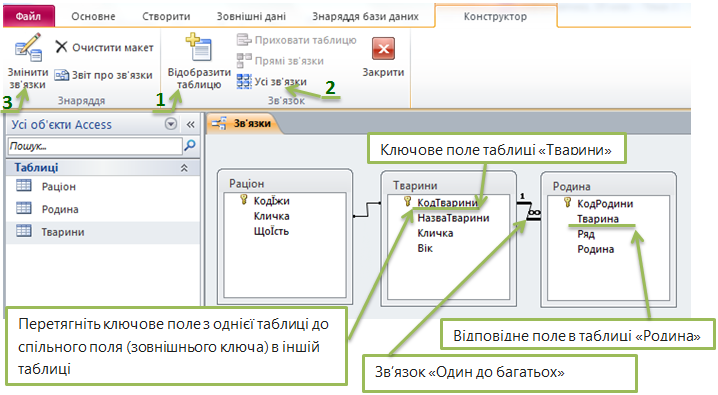 Файл Основне Створити Зовнішні дані Знаряддя бази даних Конструктор
Змінити зв'язки
Очистити макет
Звіт про зв'язки
Знаряддя
3
Відобразити таблицю
1
Приховати таблицю
Прямі зв'язки
Усі зв'язки
2
Зв'язок
Закрити
Усі об'єкти Access
Пошук...
Таблиці
Раціон
Родина
Тварини
Зв'язки
Ключове поле таблиці «Тварини»
Раціон
КодЇжи
Кличка
ЩоЇсть
Тварини
КодТварини
НазваТварини
Кличка
Вік
1
∞
Родина
КодРодини
Тварина
Ряд
Родина
Перетягніть ключове поле з однієї таблиці до
спільного поля (зовнішнього ключа) в іншій
таблиці
Відповідне поле в таблиці «Родина»
Зв'язок «Один до багатьох»